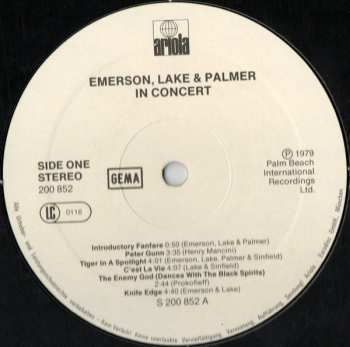 ariola
EMERSON, LAKE & PALMER
IN CONCERT
SIDE ONE
STEREO
200 852
GEMA
LC 0116
Ⓟ 1979
Palm Beach
International
Recordings
Ltd.
Introductory Fanfare 0:50 (Emerson, Lake & Palmer)
Peter Gunn 3:35 (Henry Mancini)
Tiger In A Spotlight 4:01 (Emerson, Lake, Palmer & Sinfield)
C'est La Vie 4:07 (Lake & Sinfield)
The Enemy God (Dances With The Black Spirits)
2:44 (Prokofieff)
Knife Edge 4:40 (Emerson & Lake)
S 200 852 A